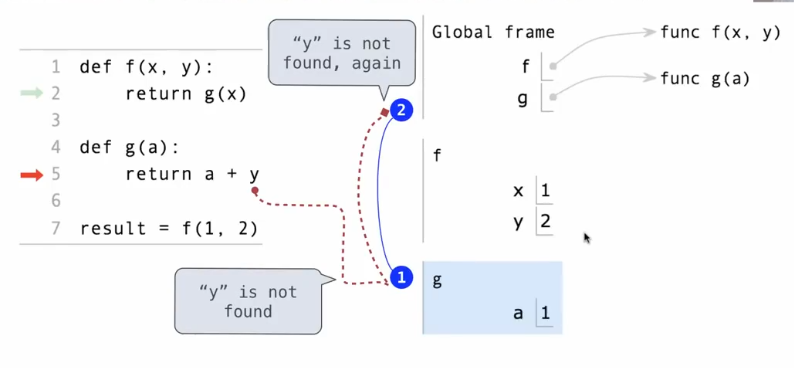 1 def f(x, y):
2     return g(x)
3
4 def g(a):
5     return a + y
6
7 result = f(1, 2)
“y” is not
found, again
“y” is not
found
2
1
Global frame
f
g
func f(x, y)
func g(a)
f
x 1
y 2
g
a 1